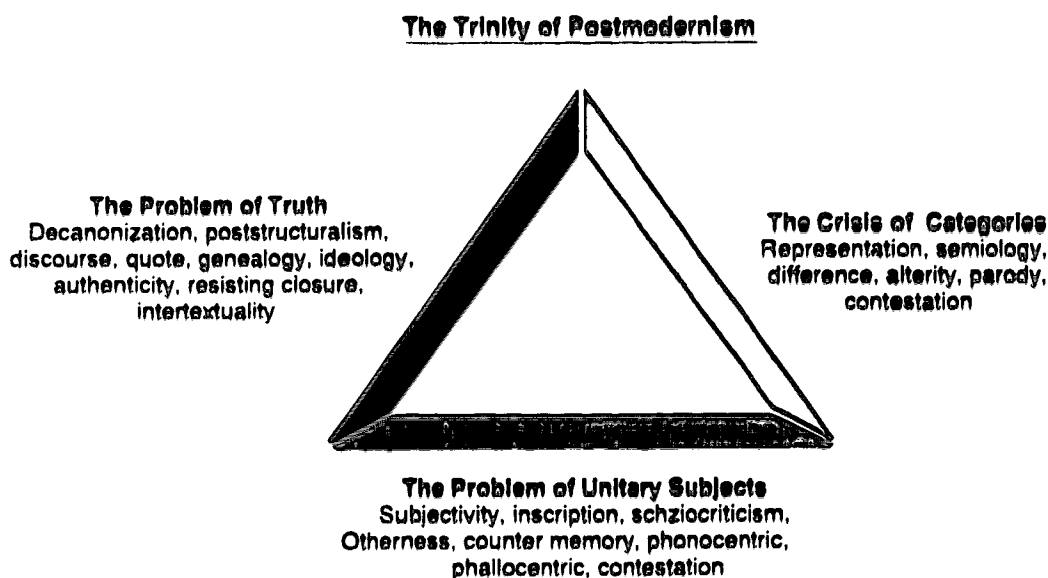 The Trinity of Postmodernism
The Problem of Truth
Decanonization, poststructuralism,
discourse, quote, genealogy, ideology,
authenticity, resisting closure,
intertextuality
The Crisis of Categories
Representation, semiology,
difference, alterity, parody,
contestation
The Problem of Unitary Subjects
Subjectivity, inscription, schziocriticism,
Otherness, counter memory, phonocentric,
phallocentric, contestation